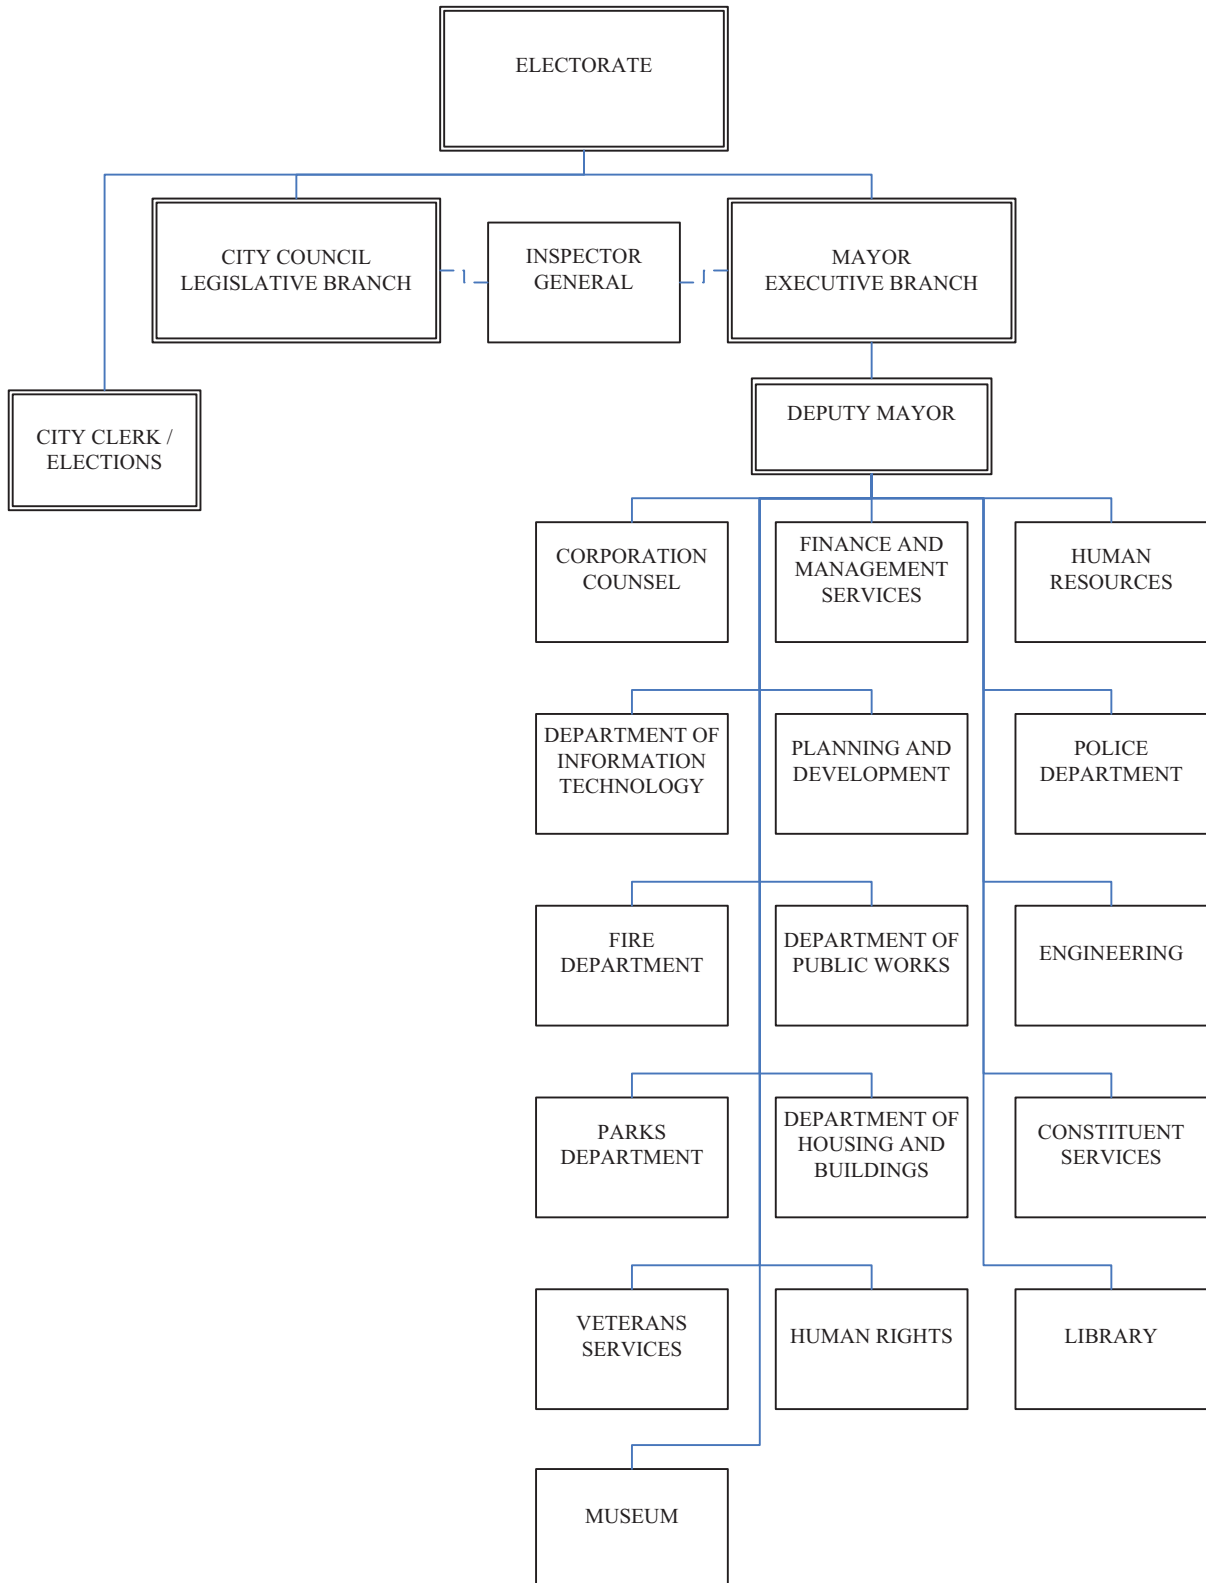 ELECTORATE
CITY COUNCIL
LEGISLATIVE BRANCH
INSPECTOR
GENERAL
MAYOR
EXECUTIVE BRANCH
CITY CLERK /
ELECTIONS
DEPUTY MAYOR
CORPORATION
COUNSEL
FINANCE AND
MANAGEMENT
SERVICES
HUMAN
RESOURCES
DEPARTMENT OF
INFORMATION
TECHNOLOGY
PLANNING AND
DEVELOPMENT
POLICE
DEPARTMENT
FIRE
DEPARTMENT
DEPARTMENT OF
PUBLIC WORKS
ENGINEERING
PARKS
DEPARTMENT
DEPARTMENT OF
HOUSING AND
BUILDINGS
CONSTITUENT
SERVICES
VETERANS
SERVICES
HUMAN RIGHTS
LIBRARY
MUSEUM